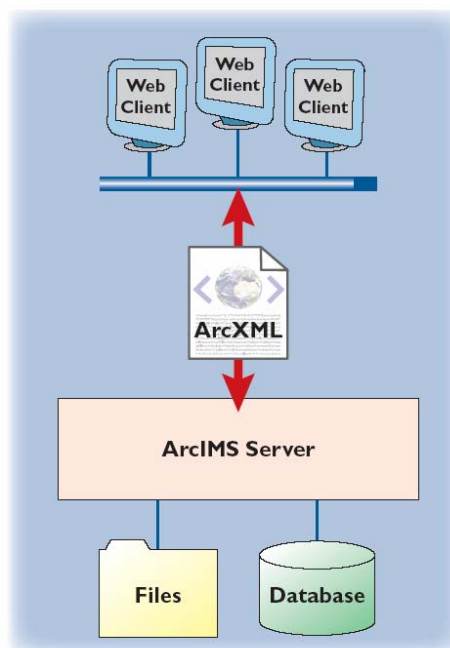 Web
Client
Web
Client
Web
Client
< >
ArcXML
ArcIMS Server
Files
Database